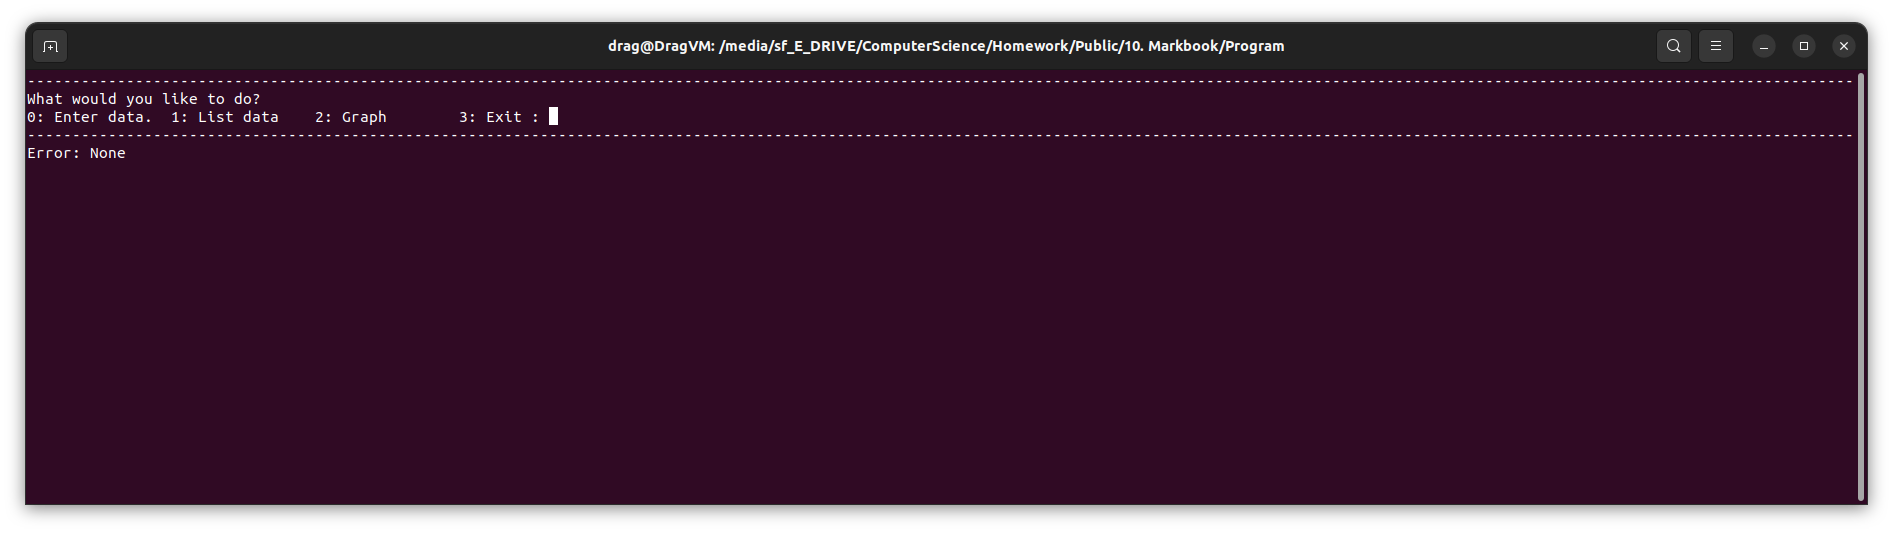 drag@DragVM: /media/sf_E_DRIVE/ComputerScience/Homework/Public/10. Markbook/Program
--------------------------------------------------------------------------------------------------------------------------------------------------------------------------------------------------------
What would you like to do?
0: Enter data.  1: List data    2: Graph        3: Exit :
--------------------------------------------------------------------------------------------------------------------------------------------------------------------------------------------------------
Error: None